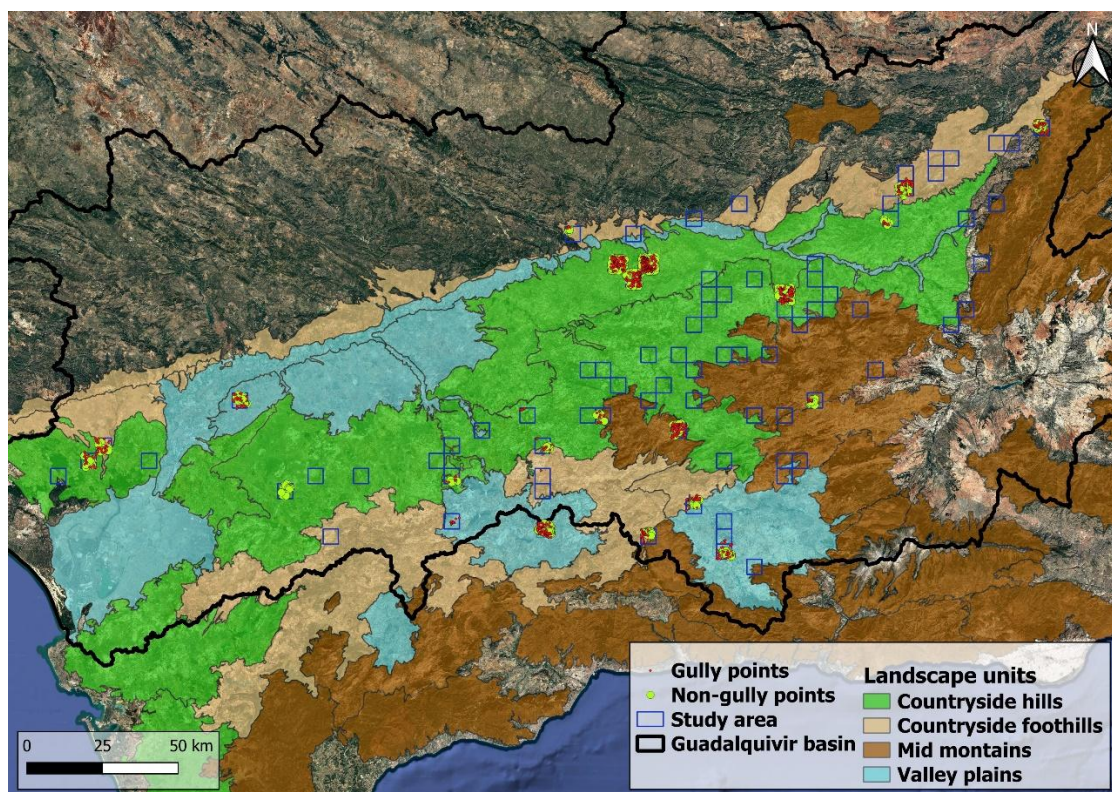 N
Gully points
Non-gully points
Study area
Guadalquivir basin
Landscape units
Countryside hills
Countryside foothills
Mid montains
Valley plains
0 25 50 km